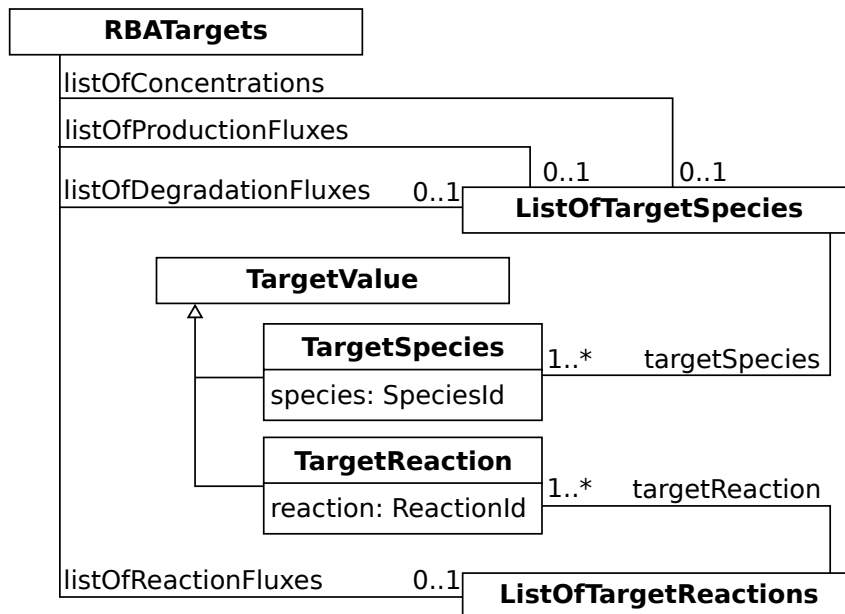 RBATargets
listOfConcentrations
listOfProductionFluxes
0..1
0..1
listOfDegradationFluxes
0..1
ListOfTargetSpecies
TargetValue
TargetSpecies
1..*
targetSpecies
species: SpeciesId
TargetReaction
1..*
targetReaction
reaction: ReactionId
listOfReactionFluxes
0..1
ListOfTargetReactions